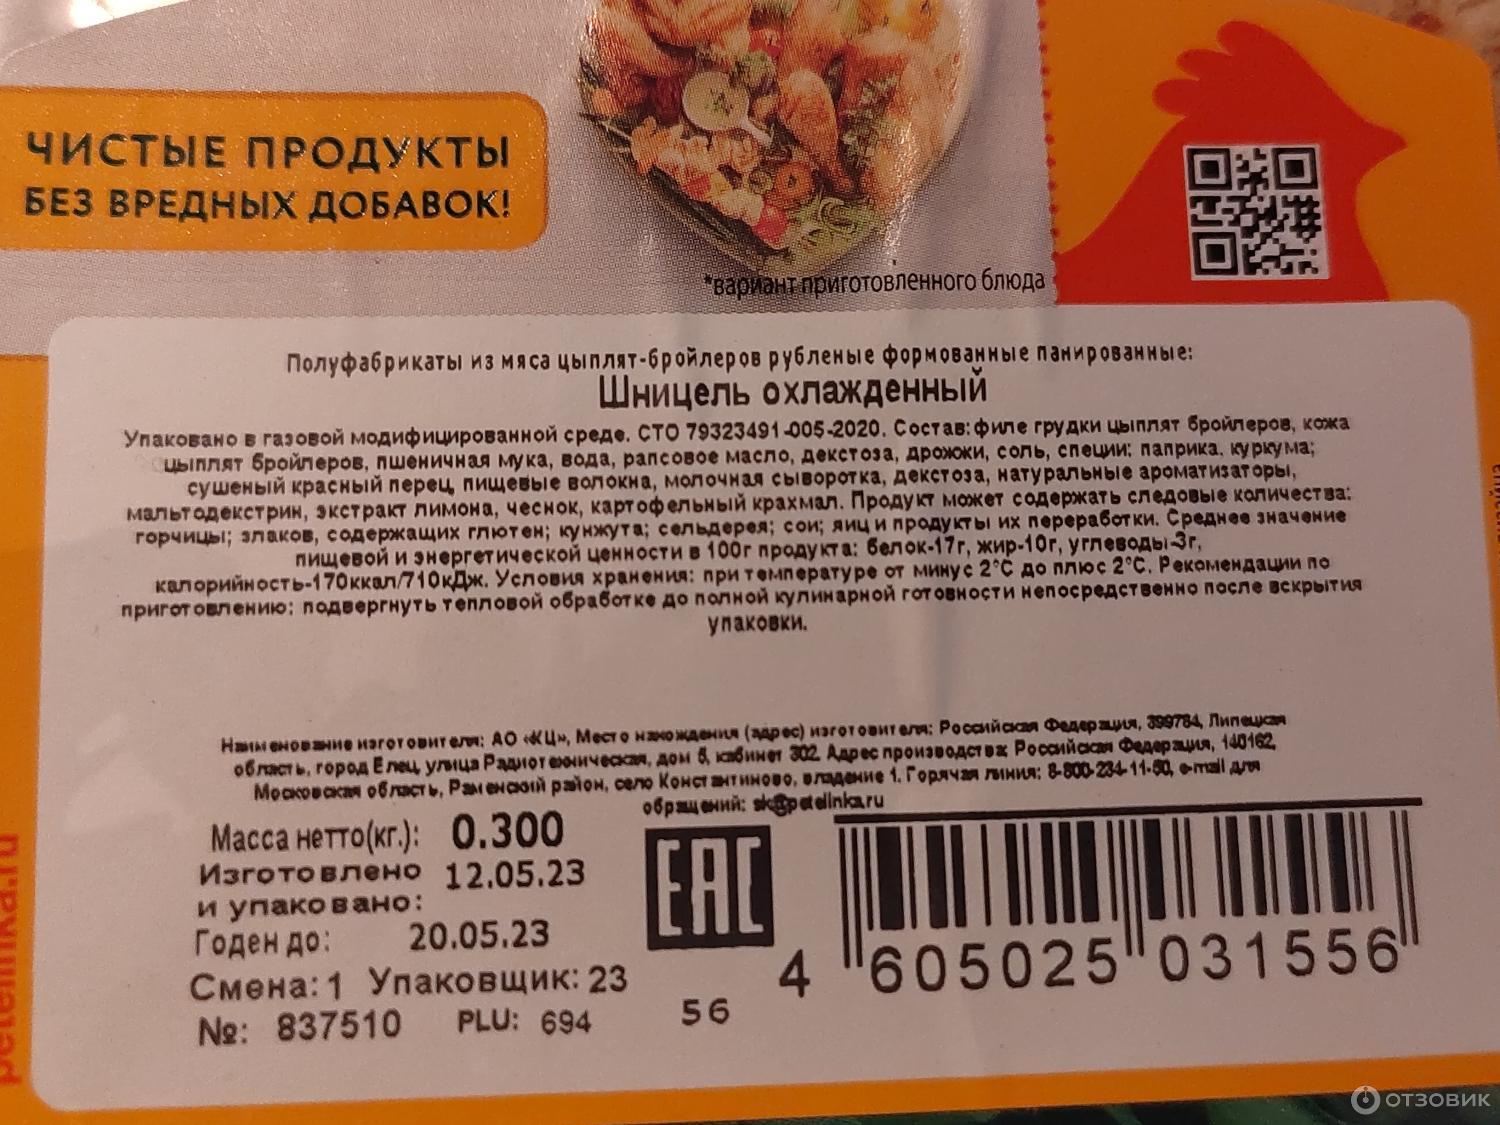 ЧИСТЫЕ ПРОДУКТЫ
БЕЗ ВРЕДНЫХ ДОБАВОК!
*вариант приготовленного блюда
Полуфабрикаты из мяса цыплят-бройлеров рубленые формованные панированные:
Шницель охлажденный
Упаковано в газовой модифицированной среде. СТО 79323491-005-2020. Состав: филе грудки цыплят бройлеров, кожа
цыплят бройлеров, пшеничная мука, вода, рапсовое масло, декстоза, дрожжи, соль, специи: паприка, куркума;
сушеный красный перец, пищевые волокна, молочная сыворотка, декстоза, натуральные ароматизаторы,
мальтодекстрин, экстракт лимона, чеснок, картофельный крахмал. Продукт может содержать следовые количества:
горчицы; злаков, содержащих глютен; кунжута; сельдерея; сои; яиц и продукты их переработки. Среднее значение
пищевой и энергетической ценности в 100г продукта: белок-17г, жир-10г, углеводы-3г,
калорийность-170ккал/710кДж. Условия хранения: при температуре от минус 2°С до плюс 2°С. Рекомендации по
приготовлению: подвергнуть тепловой обработке до полной кулинарной готовности непосредственно после вскрытия
упаковки.
Наименование изготовителя: АО «КЦ», Место нахождения (адрес) изготовителя: Российская Федерация, 399784, Липецкая
область, город Елец, улица Радиотехническая, дом 5, кабинет 302. Адрес производства: Российская Федерация, 140162,
Московская область, Раменский район, село Константиново, владение 1. Горячая линия: 8-800-234-11-50, e-mail для
обращений: sk@petelinka.ru
Масса нетто(кг.): 0.300
Изготовлено 12.05.23
и упаковано:
Годен до: 20.05.23
Смена: 1 Упаковщик: 23
№: 837510 PLU: 694 56
EAC
4 605025 031556
petelinka.ru
ОТЗОВИК